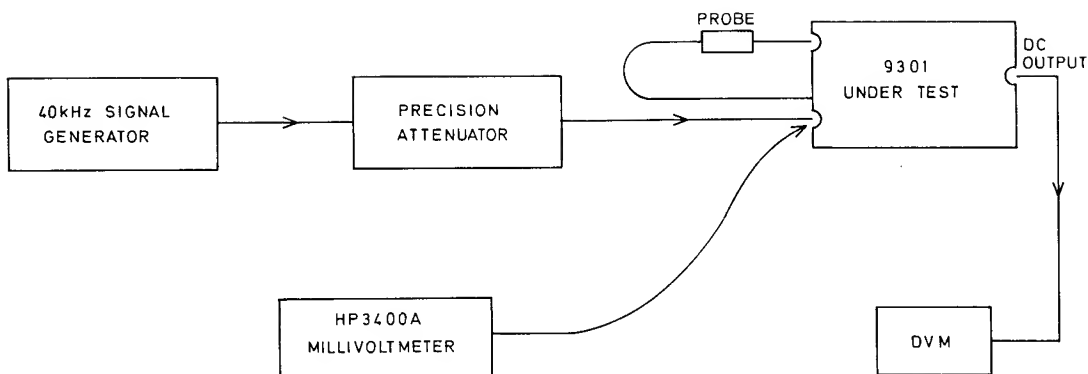 PROBE
9301
UNDER TEST
DC
OUTPUT
40kHz SIGNAL
GENERATOR
PRECISION
ATTENUATOR
HP3400A
MILLIVOLTMETER
DVM